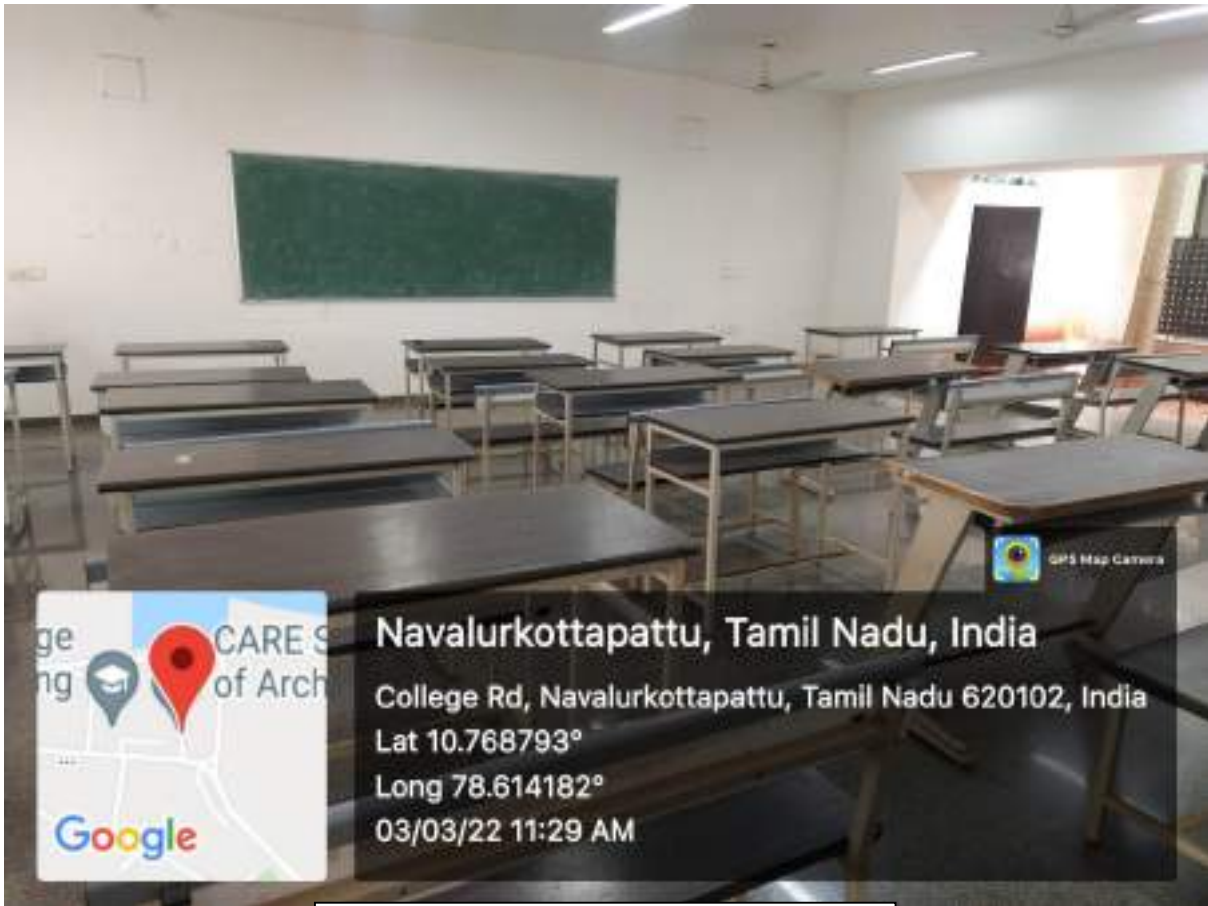 GPS Map Camera
ge
ng
CARE S
of Arch
Google
Navalurkottapattu, Tamil Nadu, India
College Rd, Navalurkottapattu, Tamil Nadu 620102, India
Lat 10.768793°
Long 78.614182°
03/03/22 11:29 AM